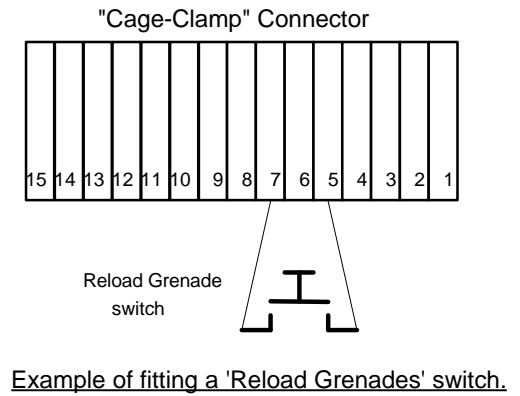 "Cage-Clamp" Connector
15 14 13 12 11 10 9 8 7 6 5 4 3 2 1
Reload Grenade
switch
Example of fitting a 'Reload Grenades' switch.